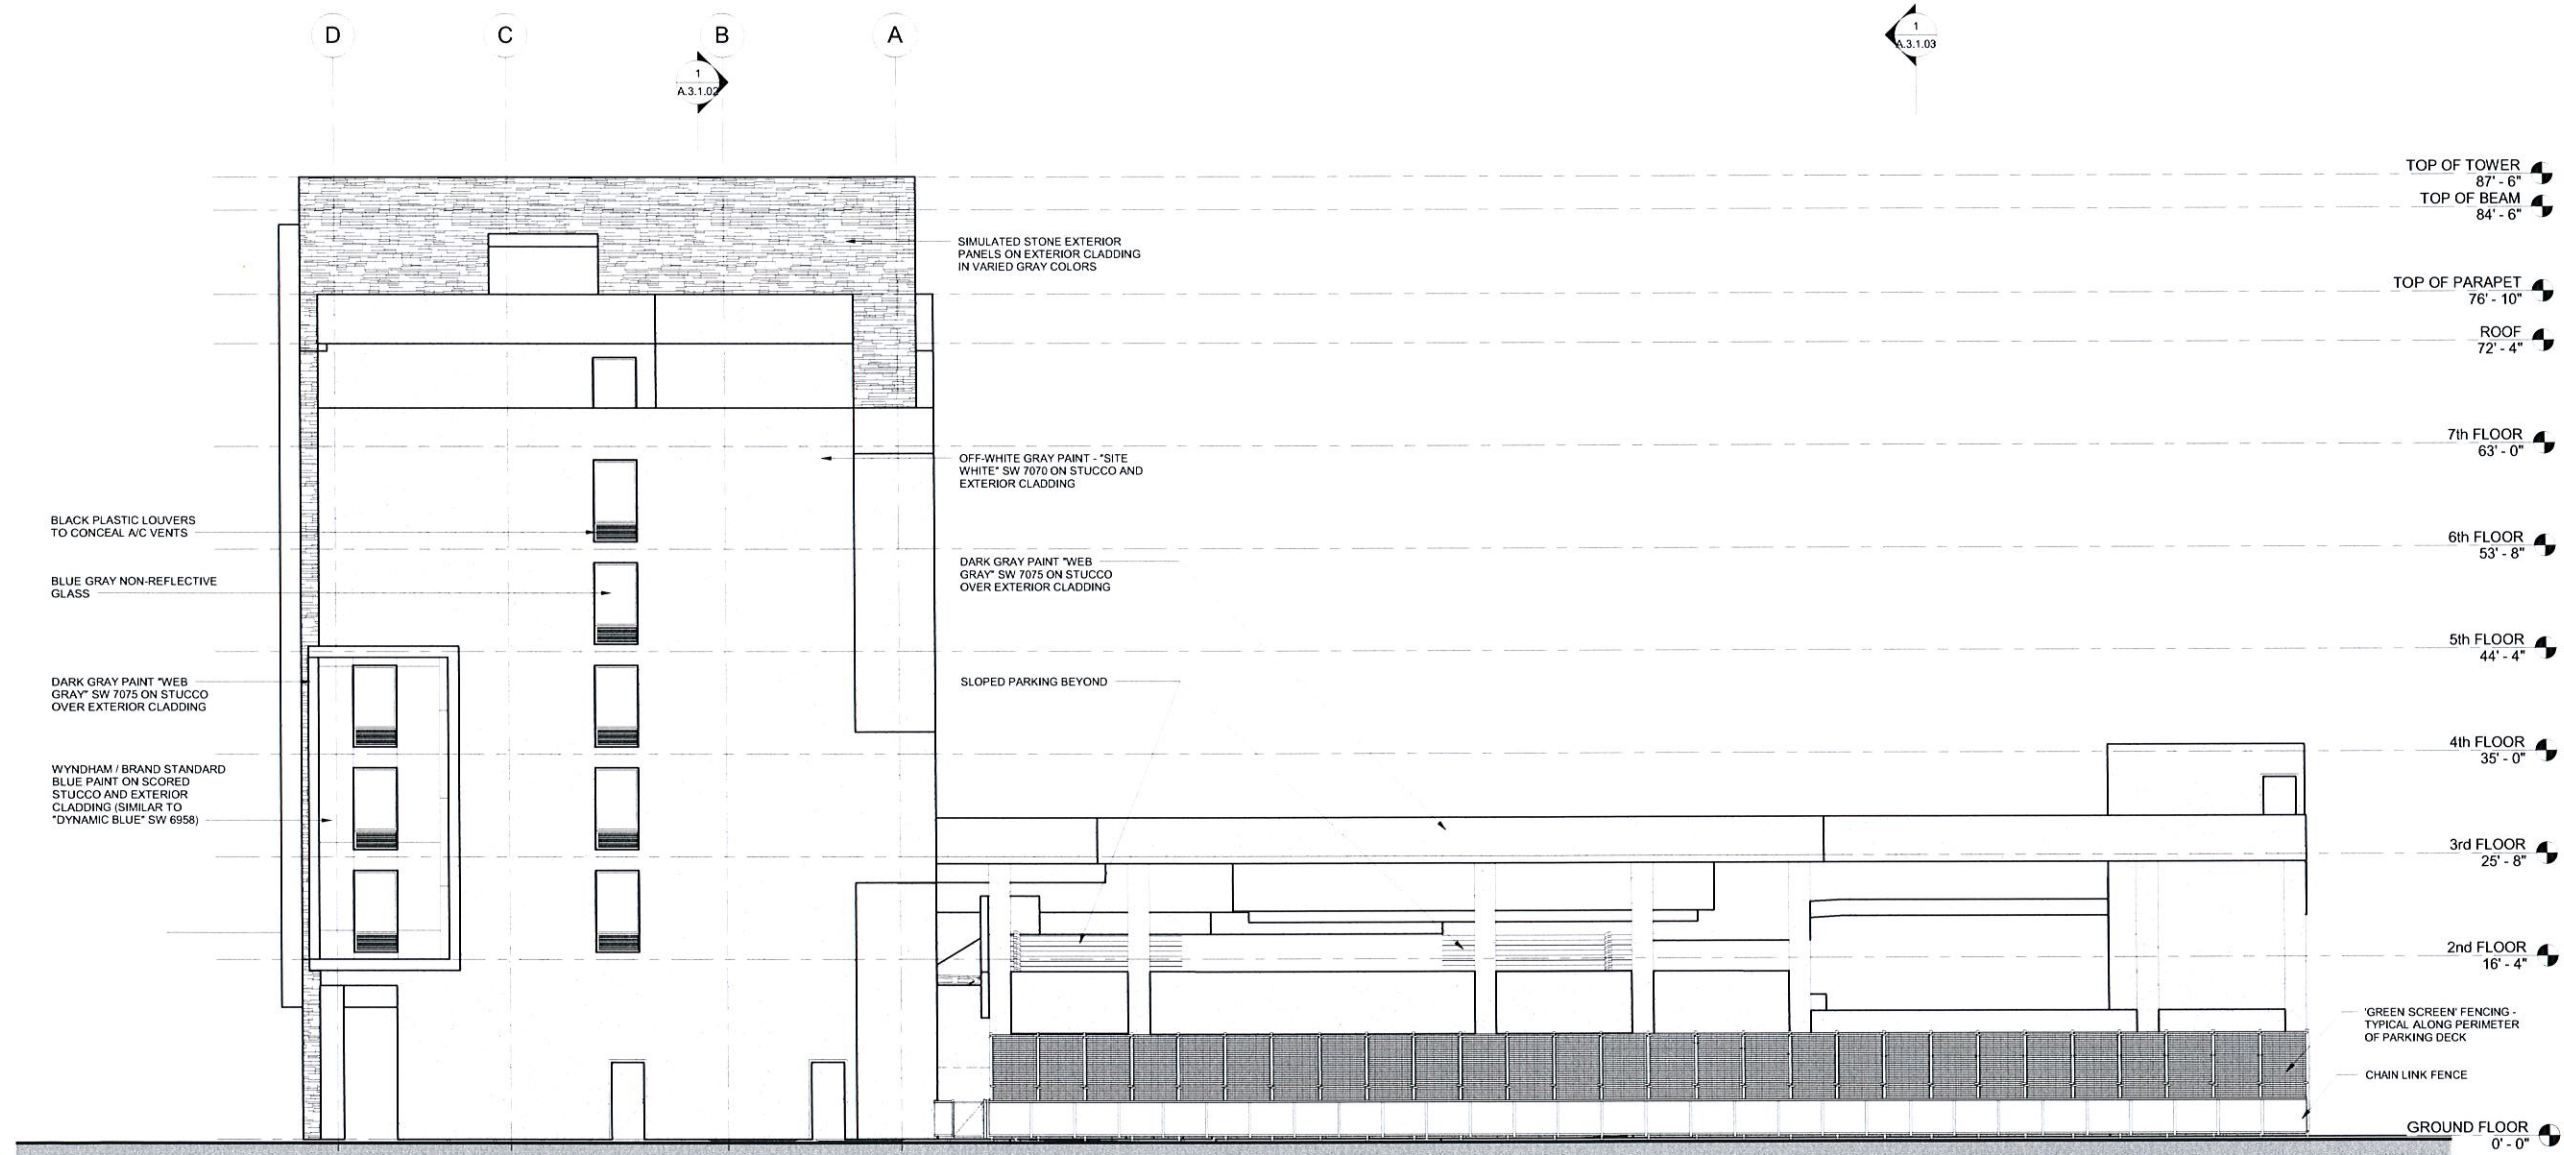 D
C
B
A
1
A.3.1.02
1
A.3.1.03
TOP OF TOWER
87' - 6"
TOP OF BEAM
84' - 6"
SIMULATED STONE EXTERIOR
PANELS ON EXTERIOR CLADDING
IN VARIED GRAY COLORS
TOP OF PARAPET
76' - 10"
ROOF
72' - 4"
7th FLOOR
63' - 0"
OFF-WHITE GRAY PAINT - "SITE
WHITE" SW 7070 ON STUCCO AND
EXTERIOR CLADDING
BLACK PLASTIC LOUVERS
TO CONCEAL A/C VENTS
6th FLOOR
53' - 8"
DARK GRAY PAINT "WEB
GRAY" SW 7075 ON STUCCO
OVER EXTERIOR CLADDING
BLUE GRAY NON-REFLECTIVE
GLASS
5th FLOOR
44' - 4"
DARK GRAY PAINT "WEB
GRAY" SW 7075 ON STUCCO
OVER EXTERIOR CLADDING
SLOPED PARKING BEYOND
4th FLOOR
35' - 0"
WYNDHAM / BRAND STANDARD
BLUE PAINT ON SCORED
STUCCO AND EXTERIOR
CLADDING (SIMILAR TO
"DYNAMIC BLUE" SW 6958)
3rd FLOOR
25' - 8"
2nd FLOOR
16' - 4"
'GREEN SCREEN' FENCING -
TYPICAL ALONG PERIMETER
OF PARKING DECK
CHAIN LINK FENCE
GROUND FLOOR
0' - 0"